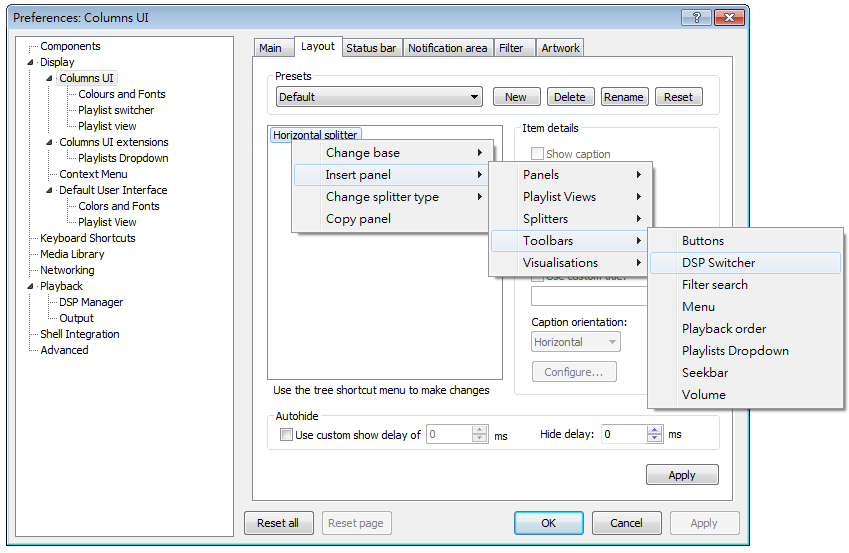 Preferences: Columns UI
Components
Display
Columns UI
Colours and Fonts
Playlist switcher
Playlist view
Columns UI extensions
Playlists Dropdown
Context Menu
Default User Interface
Colors and Fonts
Playlist View
Keyboard Shortcuts
Media Library
Networking
Playback
DSP Manager
Output
Shell Integration
Advanced
Main Layout Status bar Notification area Filter Artwork
Presets
Default New Delete Rename Reset
Horizontal splitter
Item details
Show caption
Change base
Insert panel
Change splitter type
Copy panel
Panels
Playlist Views
Splitters
Toolbars
Visualisations
Buttons
DSP Switcher
Filter search
Menu
Playback order
Playlists Dropdown
Seekbar
Volume
Use custom title:
Caption orientation:
Horizontal
Configure...
Use the tree shortcut menu to make changes
Autohide
Use custom show delay of 0 ms Hide delay: 0 ms
Apply
Reset all Reset page OK Cancel Apply